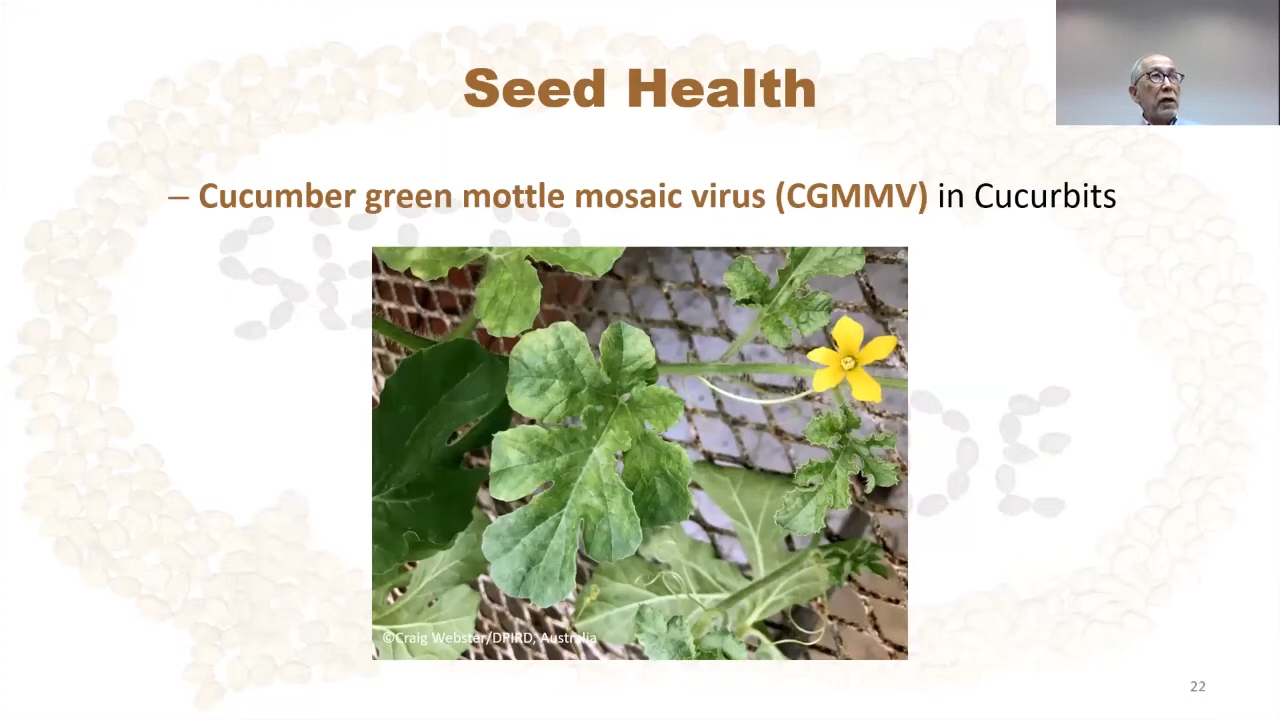 Seed Health
– Cucumber green mottle mosaic virus (CGMMV) in Cucurbits
©Craig Webster/DPIRD, Australia
22